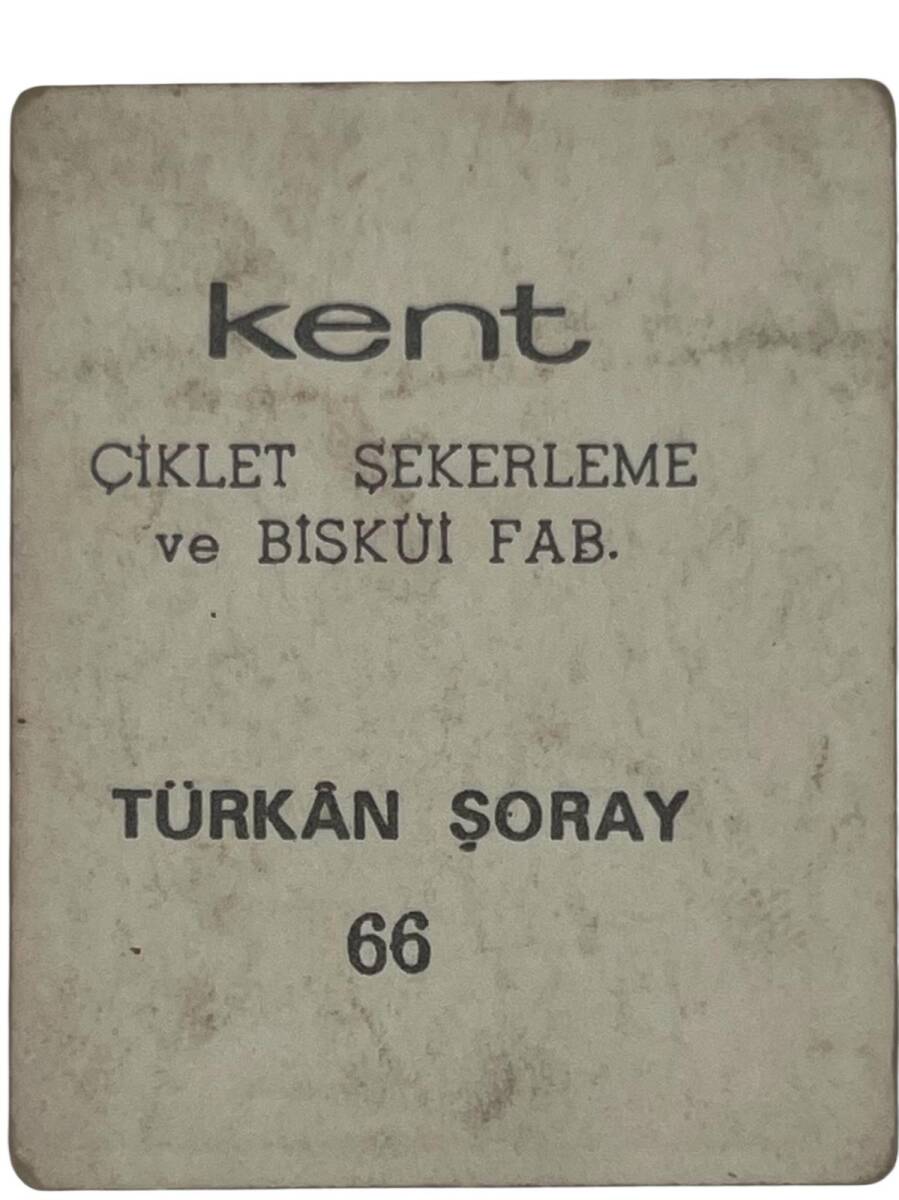 kent
ÇİKLET ŞEKERLEME
ve BİSKÜİ FAB.
TÜRKÂN ŞORAY
66